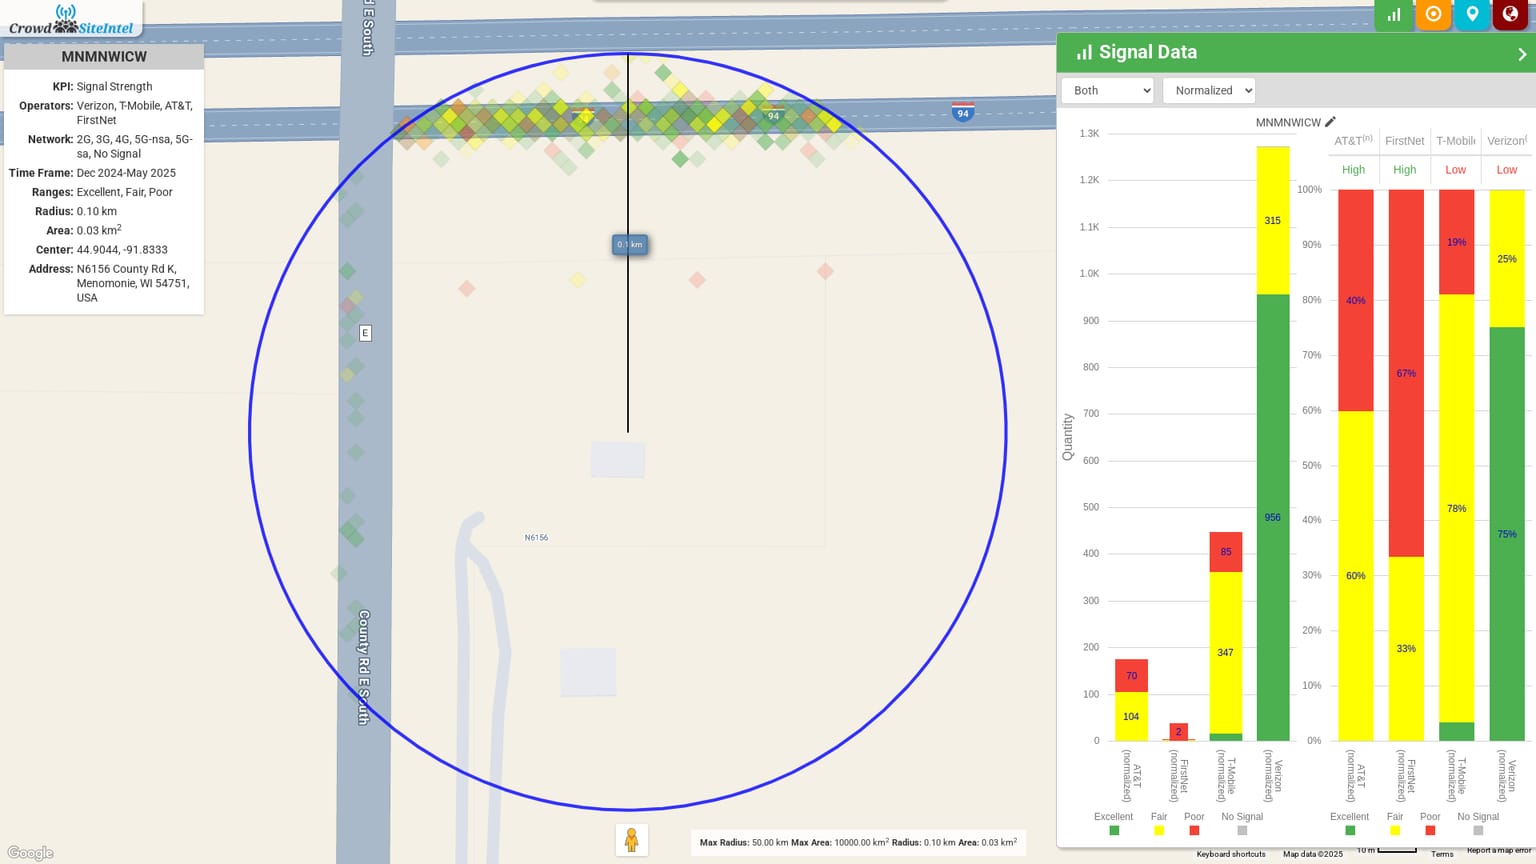 CrowdSiteIntel
MNMNWICW
KPI: Signal Strength
Operators: Verizon, T-Mobile, AT&T,
FirstNet
Network: 2G, 3G, 4G, 5G-nsa, 5G-
sa, No Signal
Time Frame: Dec 2024-May 2025
Ranges: Excellent, Fair, Poor
Radius: 0.10 km
Area: 0.03 km²
Center: 44.9044, -91.8333
Address: N6156 County Rd K,
Menomonie, WI 54751,
USA
d E South
94
94
0.1 km
E
N6156
County Rd E South
Google
Max Radius: 50.00 km Max Area: 10000.00 km² Radius: 0.10 km Area: 0.03 km²
Signal Data
Both
Normalized
MNMNWICW
Quantity
1.3K
1.2K
1.1K
1.0K
900
800
700
600
500
400
300
200
100
0
70
104
2
85
347
315
956
AT&T (normalized)
FirstNet (normalized)
T-Mobile (normalized)
Verizon (normalized)
Excellent Fair Poor No Signal
AT&T(n) FirstNet T-Mobile Verizon(
High High Low Low
100%
90%
80%
70%
60%
50%
40%
30%
20%
10%
0%
40%
60%
67%
33%
19%
78%
25%
75%
AT&T (normalized)
FirstNet (normalized)
T-Mobile (normalized)
Verizon (normalized)
Excellent Fair Poor No Signal
Keyboard shortcuts Map data ©2025 10 m Terms Report a map error